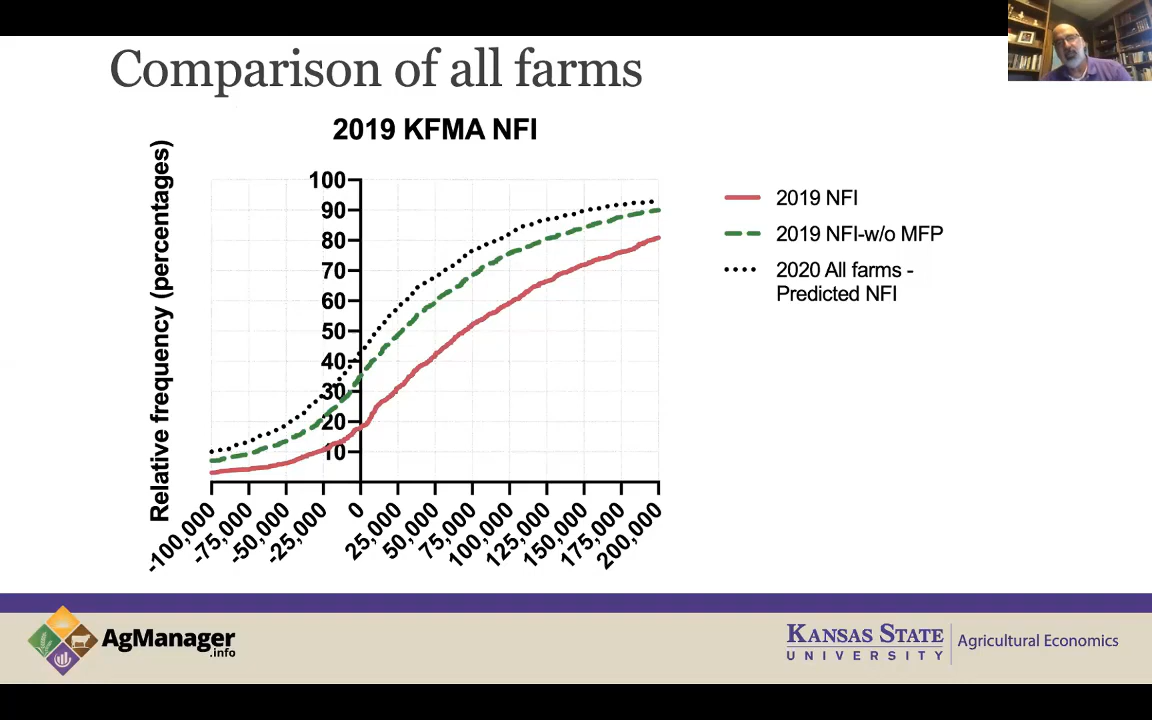 Comparison of all farms
2019 KFMA NFI
Relative frequency (percentages)
100
90
80
70
60
50
40
30
20
10
-100,000
-75,000
-50,000
-25,000
0
25,000
50,000
75,000
100,000
125,000
150,000
175,000
200,000
2019 NFI
2019 NFI-w/o MFP
2020 All farms -
Predicted NFI
AgManager
.info
KANSAS STATE
UNIVERSITY
Agricultural Economics